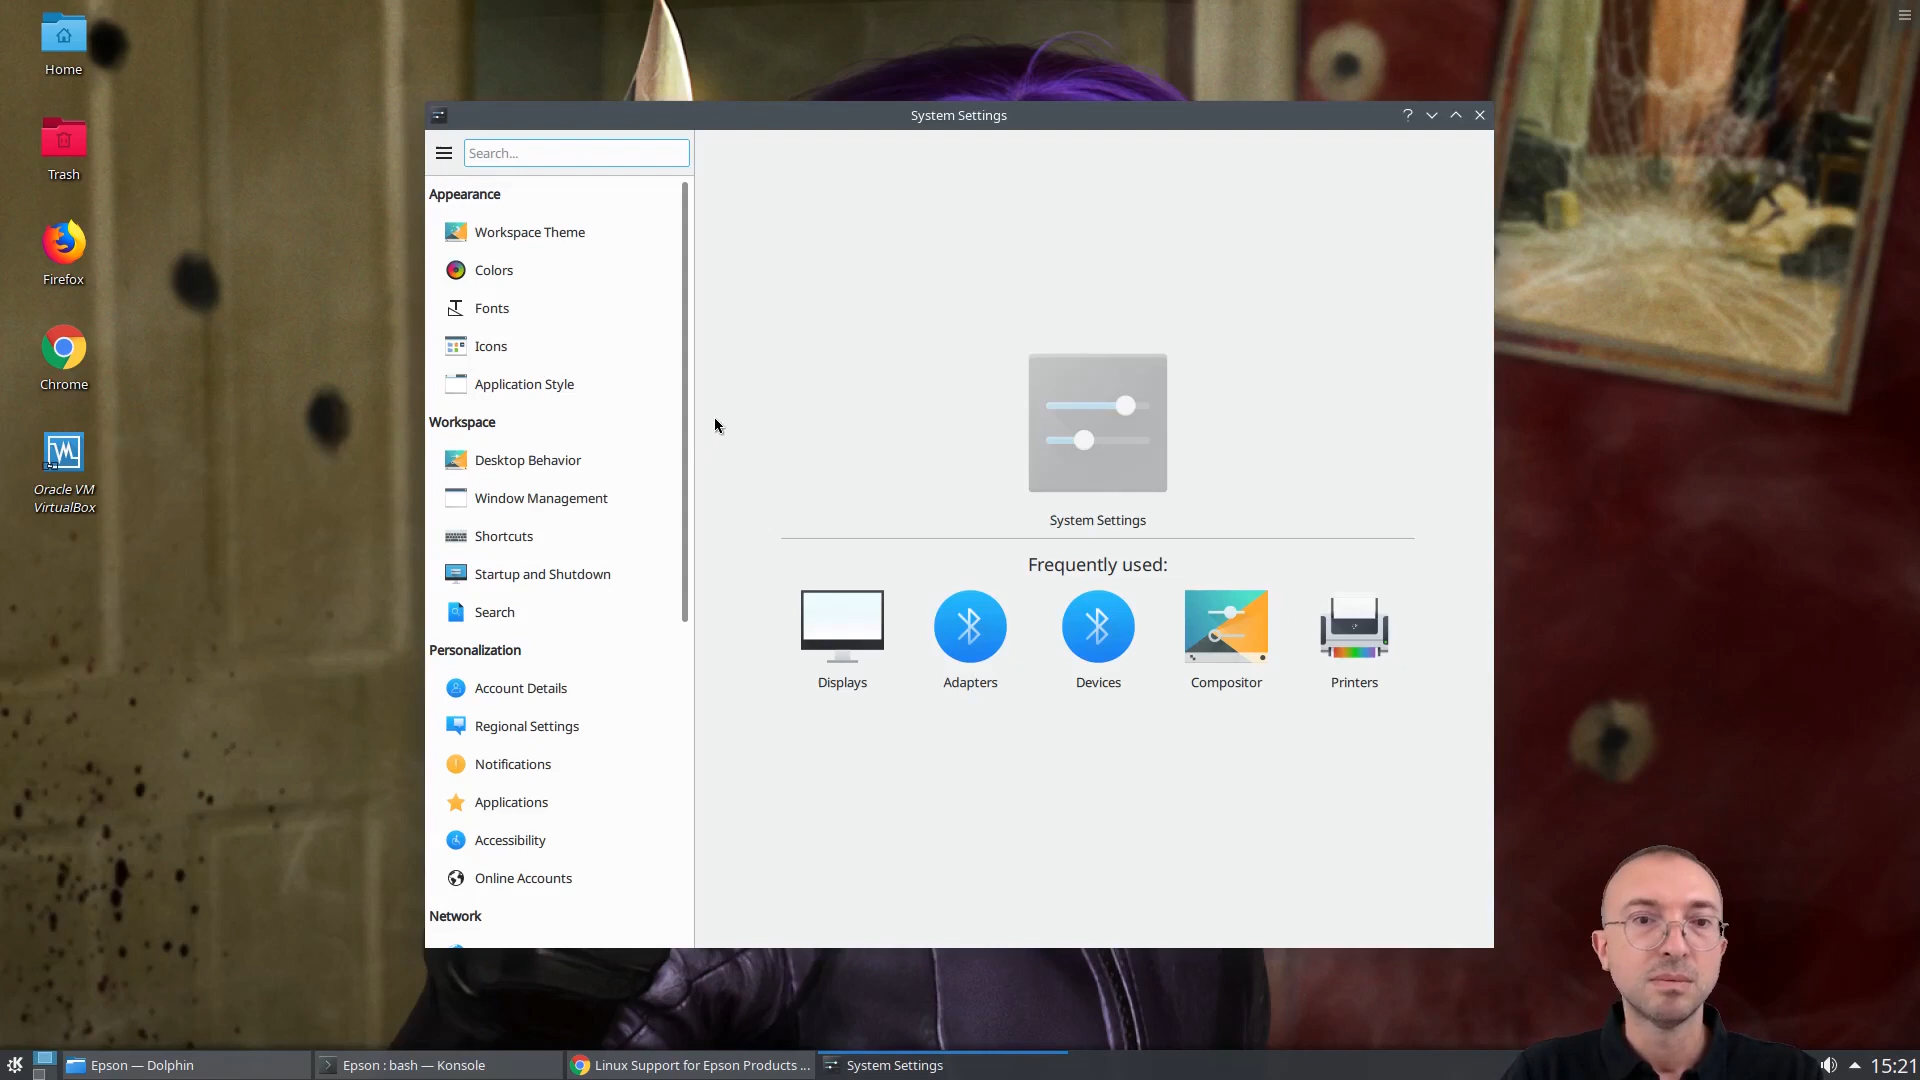 Home
Trash
Firefox
Chrome
Oracle VM
VirtualBox
System Settings
Search...
Appearance
Workspace Theme
Colors
Fonts
Icons
Application Style
Workspace
Desktop Behavior
Window Management
Shortcuts
Startup and Shutdown
Search
Personalization
Account Details
Regional Settings
Notifications
Applications
Accessibility
Online Accounts
Network
System Settings
Frequently used:
Displays
Adapters
Devices
Compositor
Printers
Epson — Dolphin
Epson : bash — Konsole
Linux Support for Epson Products ...
System Settings
15:21